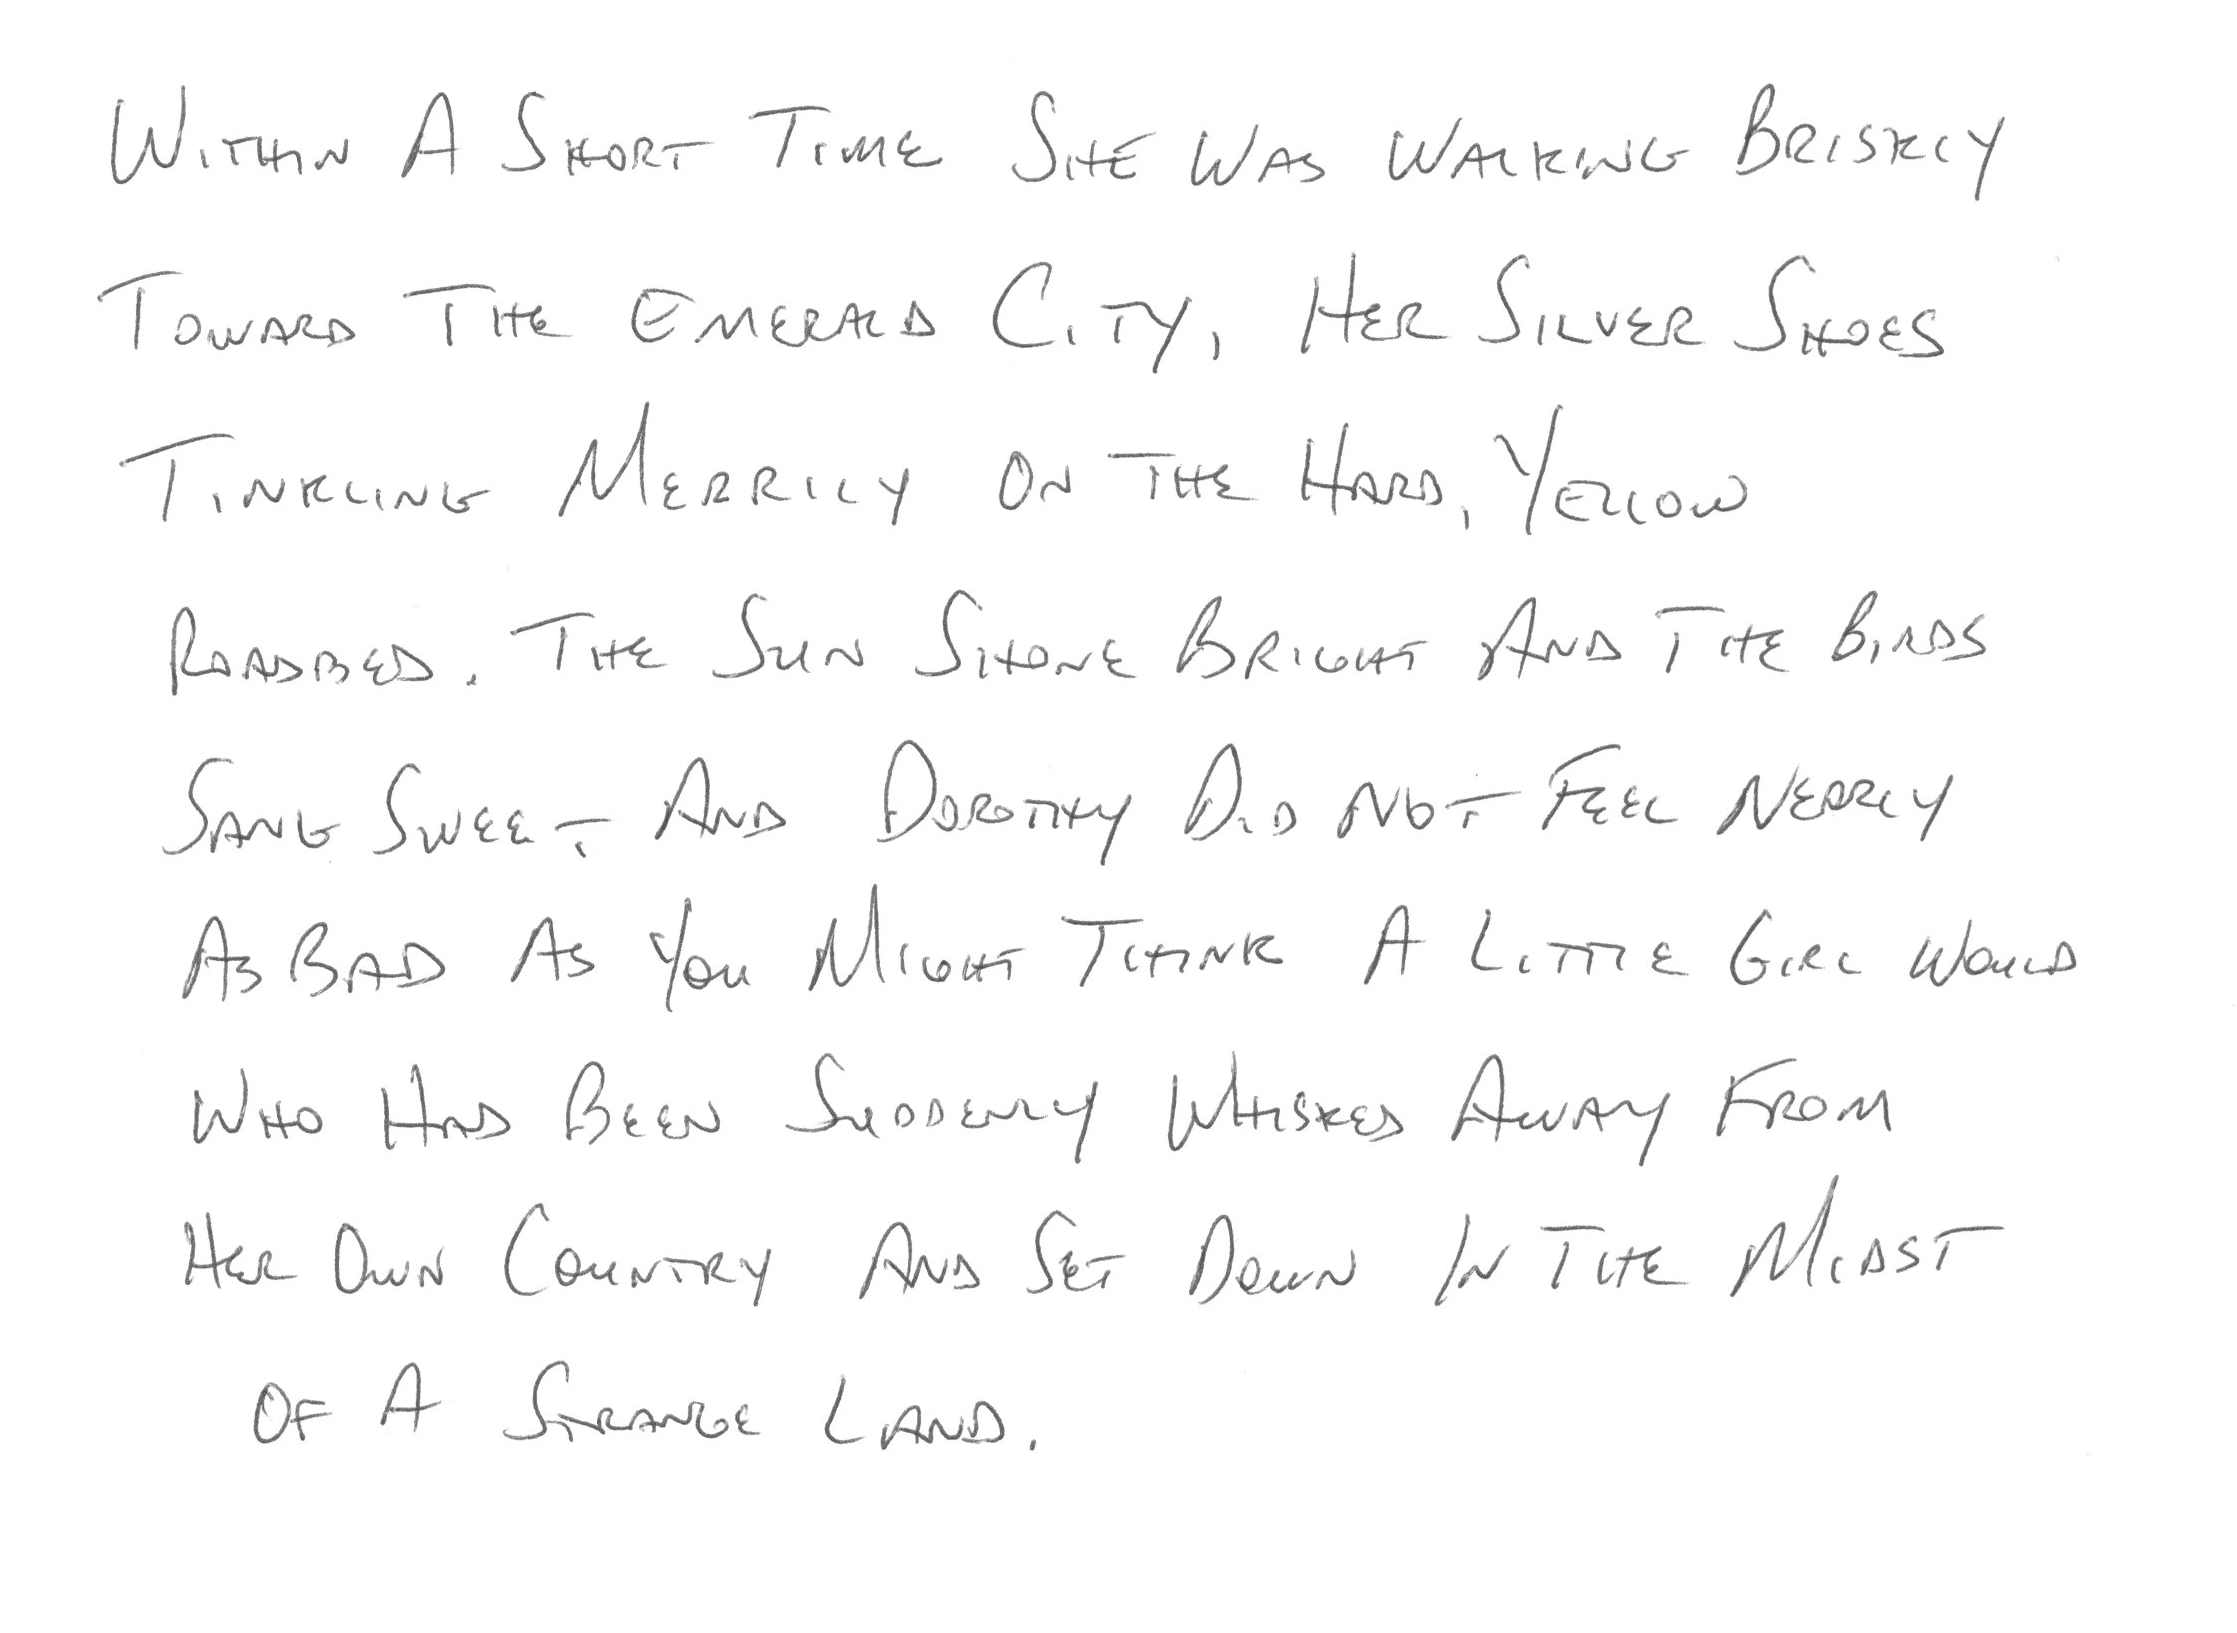 Within A Short Time She Was Walking Briskly
Toward The Emerald City, Her Silver Shoes
Tinkling Merrily On The Hard, Yellow
Roadbed. The Sun Shone Bright And The Birds
Sang Sweet And Dorothy Did Not Feel Nearly
As Bad As You Might Think A Little Girl Would
Who Had Been Suddenly Whisked Away From
Her Own Country And Set Down In The Midst
Of A Strange Land.